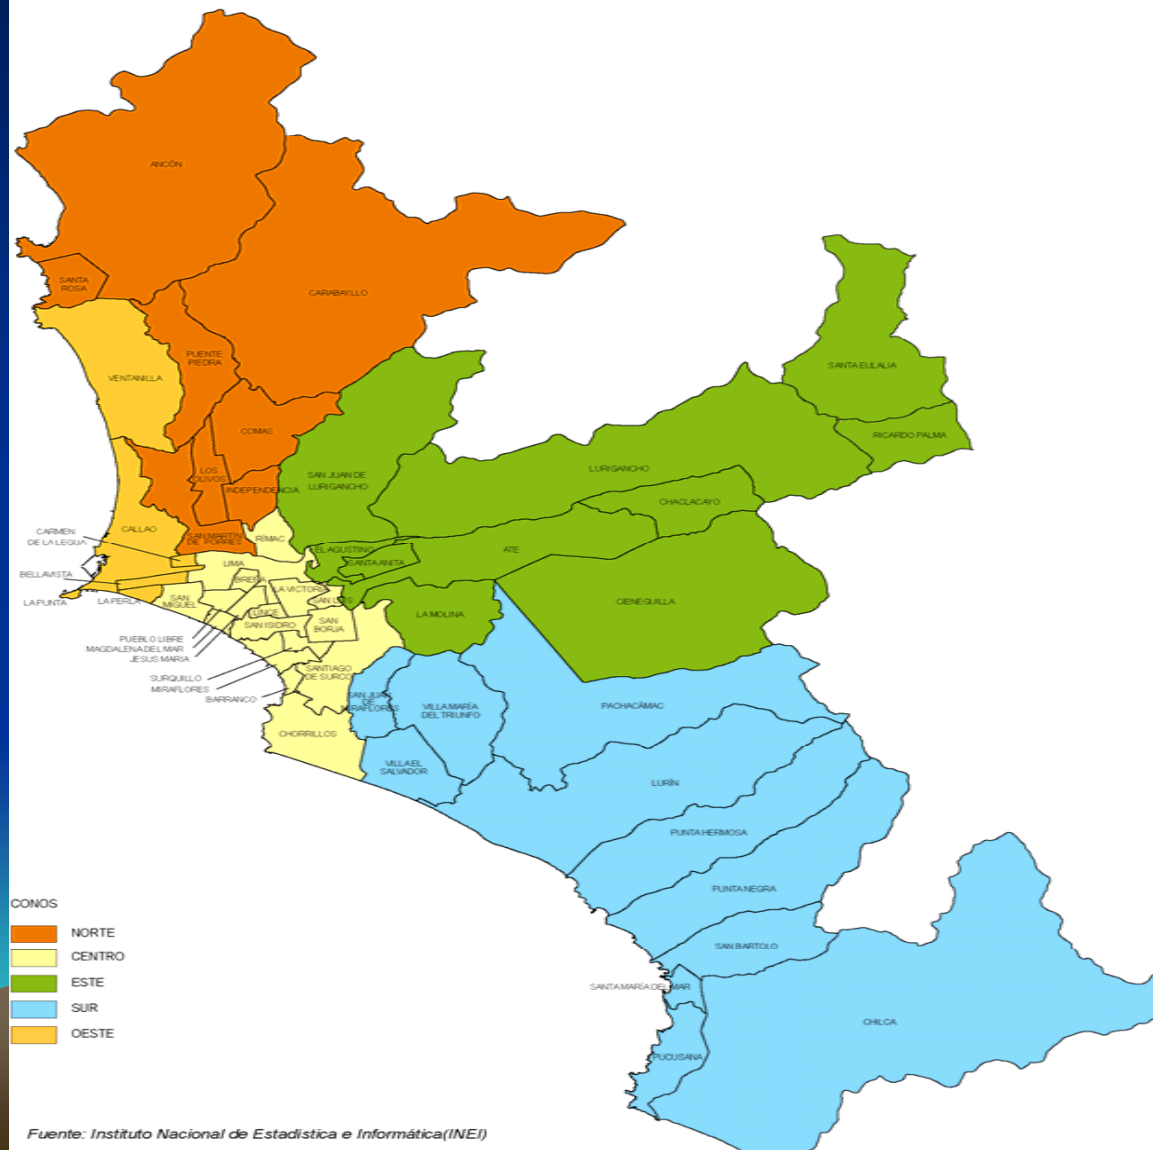 ANCÓN
SANTA
ROSA
CARABAYLLO
PUENTE
PIEDRA
VENTANILLA
SANTA EULALIA
COMAS
RICARDO PALMA
LOS
OLIVOS
SAN JUAN DE
LURIGANCHO
LURIGANCHO
INDEPENDENCIA
CHACLACAYO
CALLAO
CARMEN
DE LA LEGUA
SAN MARTÍN
DE PORRES
RÍMAC
EL AGUSTINO
ATE
SANTA ANITA
LIMA
BELLAVISTA
BREÑA
LA VICTORIA
LA PUNTA
LA PERLA
SAN
MIGUEL
SAN LUIS
CIENEGUILLA
LINCE
LA MOLINA
SAN ISIDRO
SAN
BORJA
PUEBLO LIBRE
MAGDALENA DEL MAR
JESUS MARIA
SURQUILLO
MIRAFLORES
BARRANCO
SANTIAGO
DE SURCO
SAN JUAN
DE
MIRAFLORES
VILLA MARÍA
DEL TRIUNFO
PACHACÁMAC
CHORRILLOS
VILLA EL
SALVADOR
LURÍN
PUNTA HERMOSA
PUNTA NEGRA
SAN BARTOLO
SANTA MARÍA DEL MAR
CHILCA
PUCUSANA
CONOS
NORTE
CENTRO
ESTE
SUR
OESTE
Fuente: Instituto Nacional de Estadística e Informática(INEI)